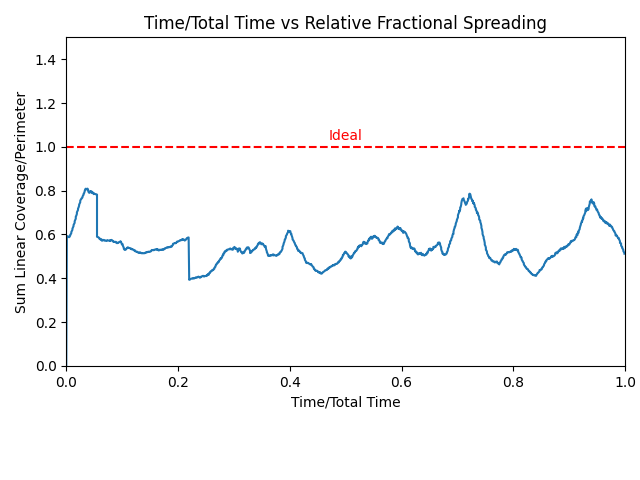 Time/Total Time vs Relative Fractional Spreading
Sum Linear Coverage/Perimeter
1.4
1.2
1.0
0.8
0.6
0.4
0.2
0.0
Ideal
0.0 0.2 0.4 0.6 0.8 1.0
Time/Total Time